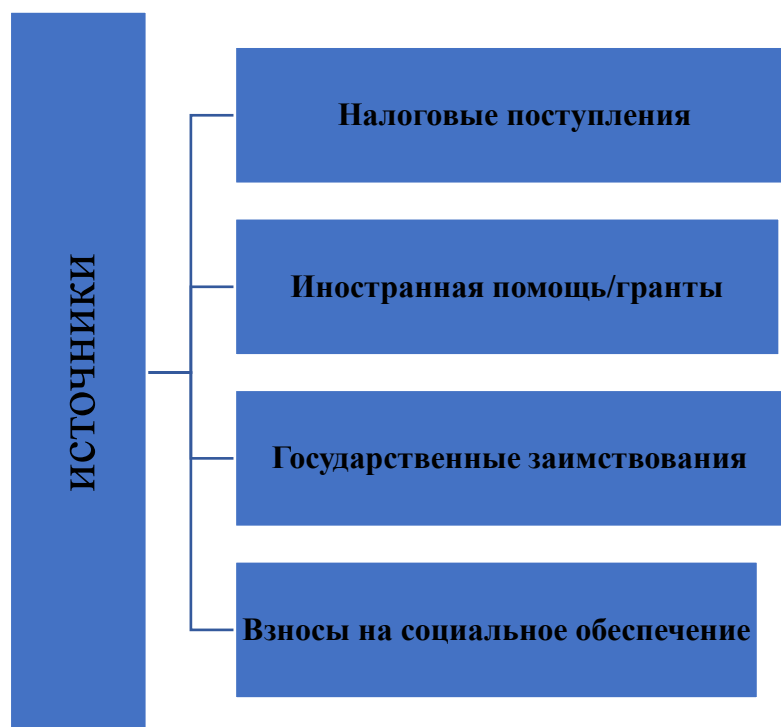 ИСТОЧНИКИ
Налоговые поступления
Иностранная помощь/гранты
Государственные заимствования
Взносы на социальное обеспечение